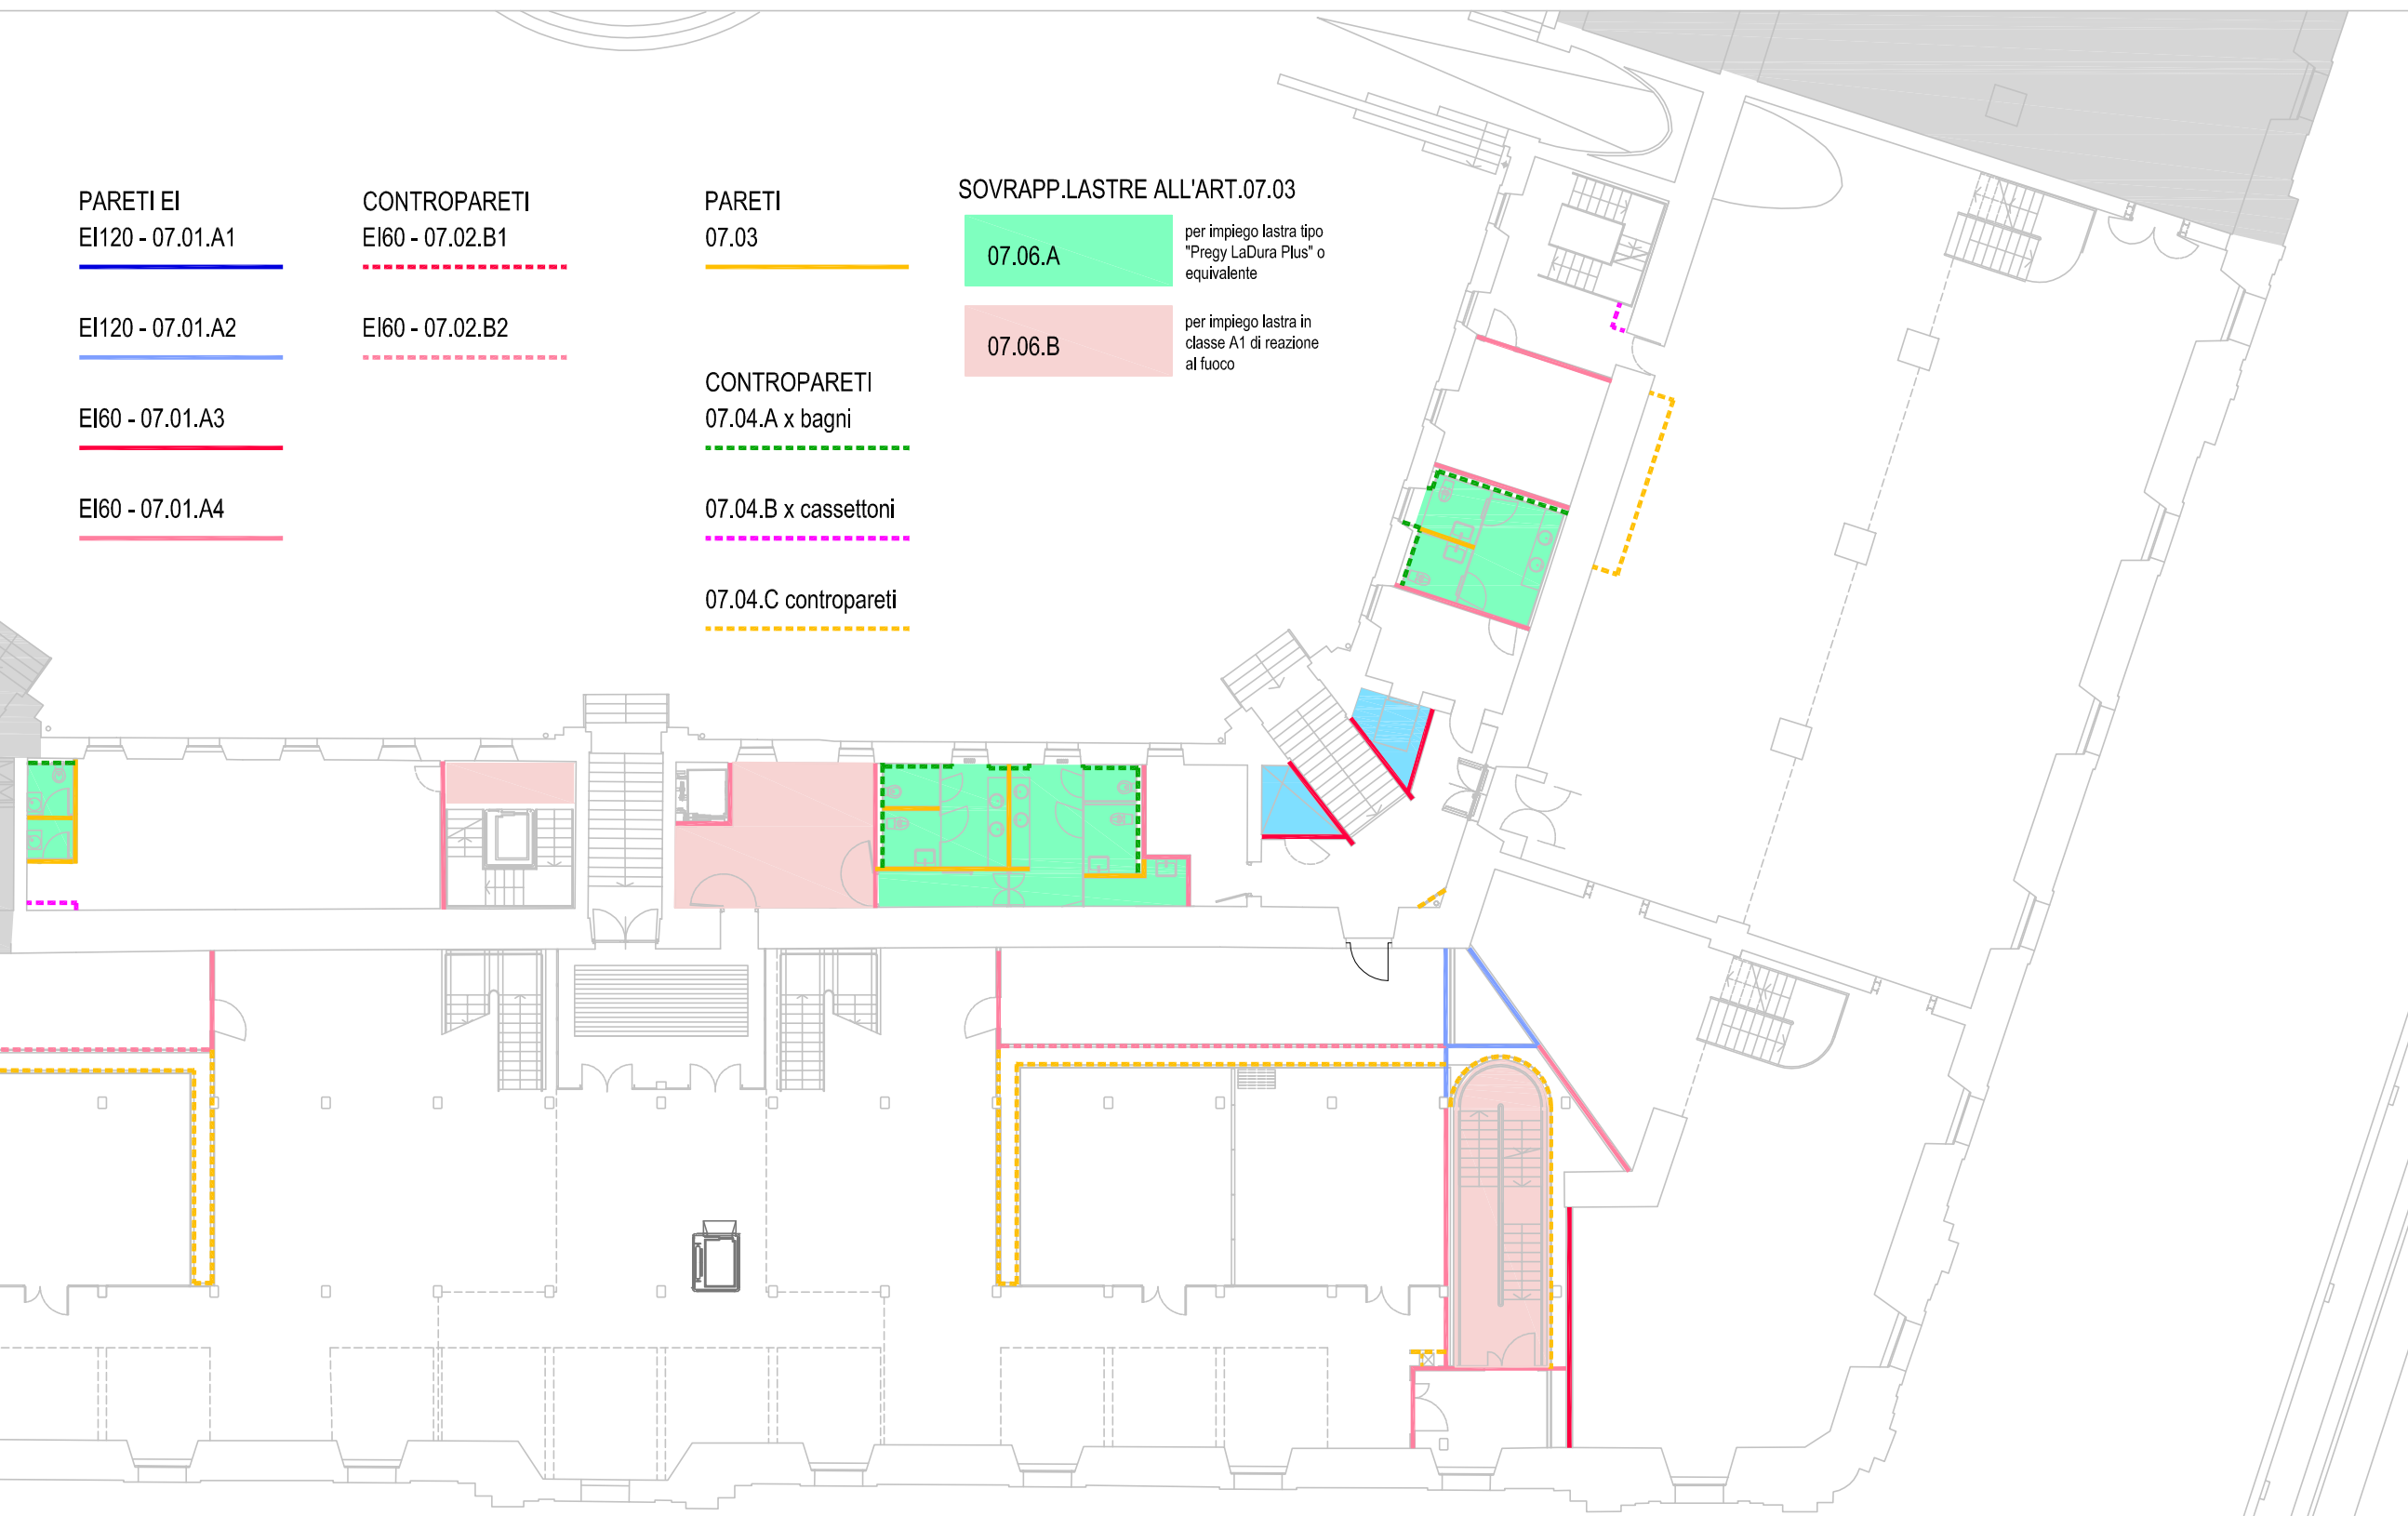 PARETI EI
EI120 - 07.01.A1
EI120 - 07.01.A2
EI60 - 07.01.A3
EI60 - 07.01.A4
CONTROPARETI
EI60 - 07.02.B1
EI60 - 07.02.B2
PARETI
07.03
CONTROPARETI
07.04.A x bagni
07.04.B x cassettoni
07.04.C contropareti
SOVRAPP.LASTRE ALL'ART.07.03
07.06.A
per impiego lastra tipo
"Pregy LaDura Plus" o
equivalente
07.06.B
per impiego lastra in
classe A1 di reazione
al fuoco